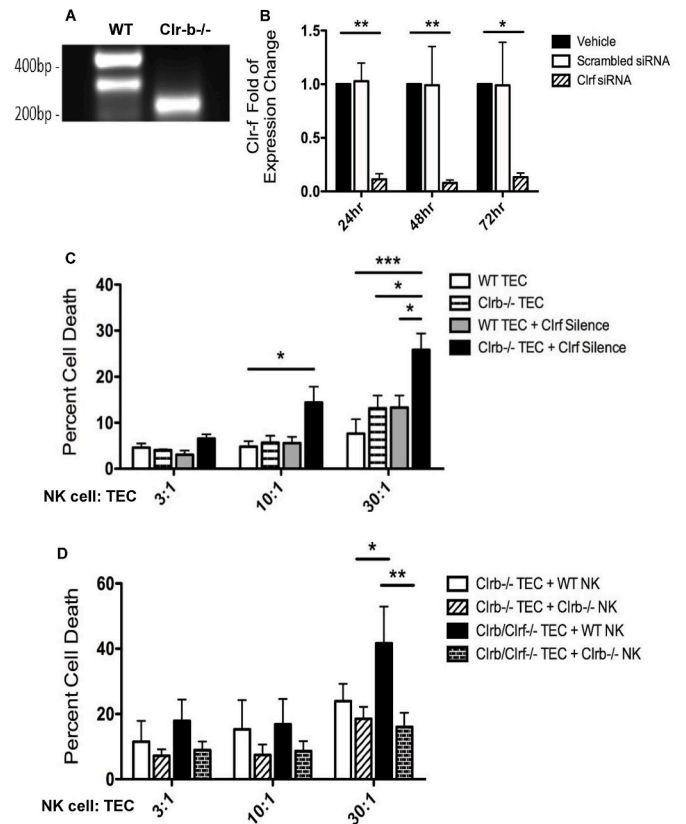 A
WT Clr-b-/-
400bp -
200bp -
B
Clr-f Fold of
Expression Change
1.5
1.0
0.5
0.0
** ** *
24hr 48hr 72hr
Vehicle
Scrambled siRNA
Clrf siRNA
C
Percent Cell Death
40
30
20
10
0
*
***
*
*
NK cell: TEC 3:1 10:1 30:1
WT TEC
Clrb-/- TEC
WT TEC + Clrf Silence
Clrb-/- TEC + Clrf Silence
D
Percent Cell Death
60
40
20
0
*
**
NK cell: TEC 3:1 10:1 30:1
Clrb-/- TEC + WT NK
Clrb-/- TEC + Clrb-/- NK
Clrb/Clrf-/- TEC + WT NK
Clrb/Clrf-/- TEC + Clrb-/- NK